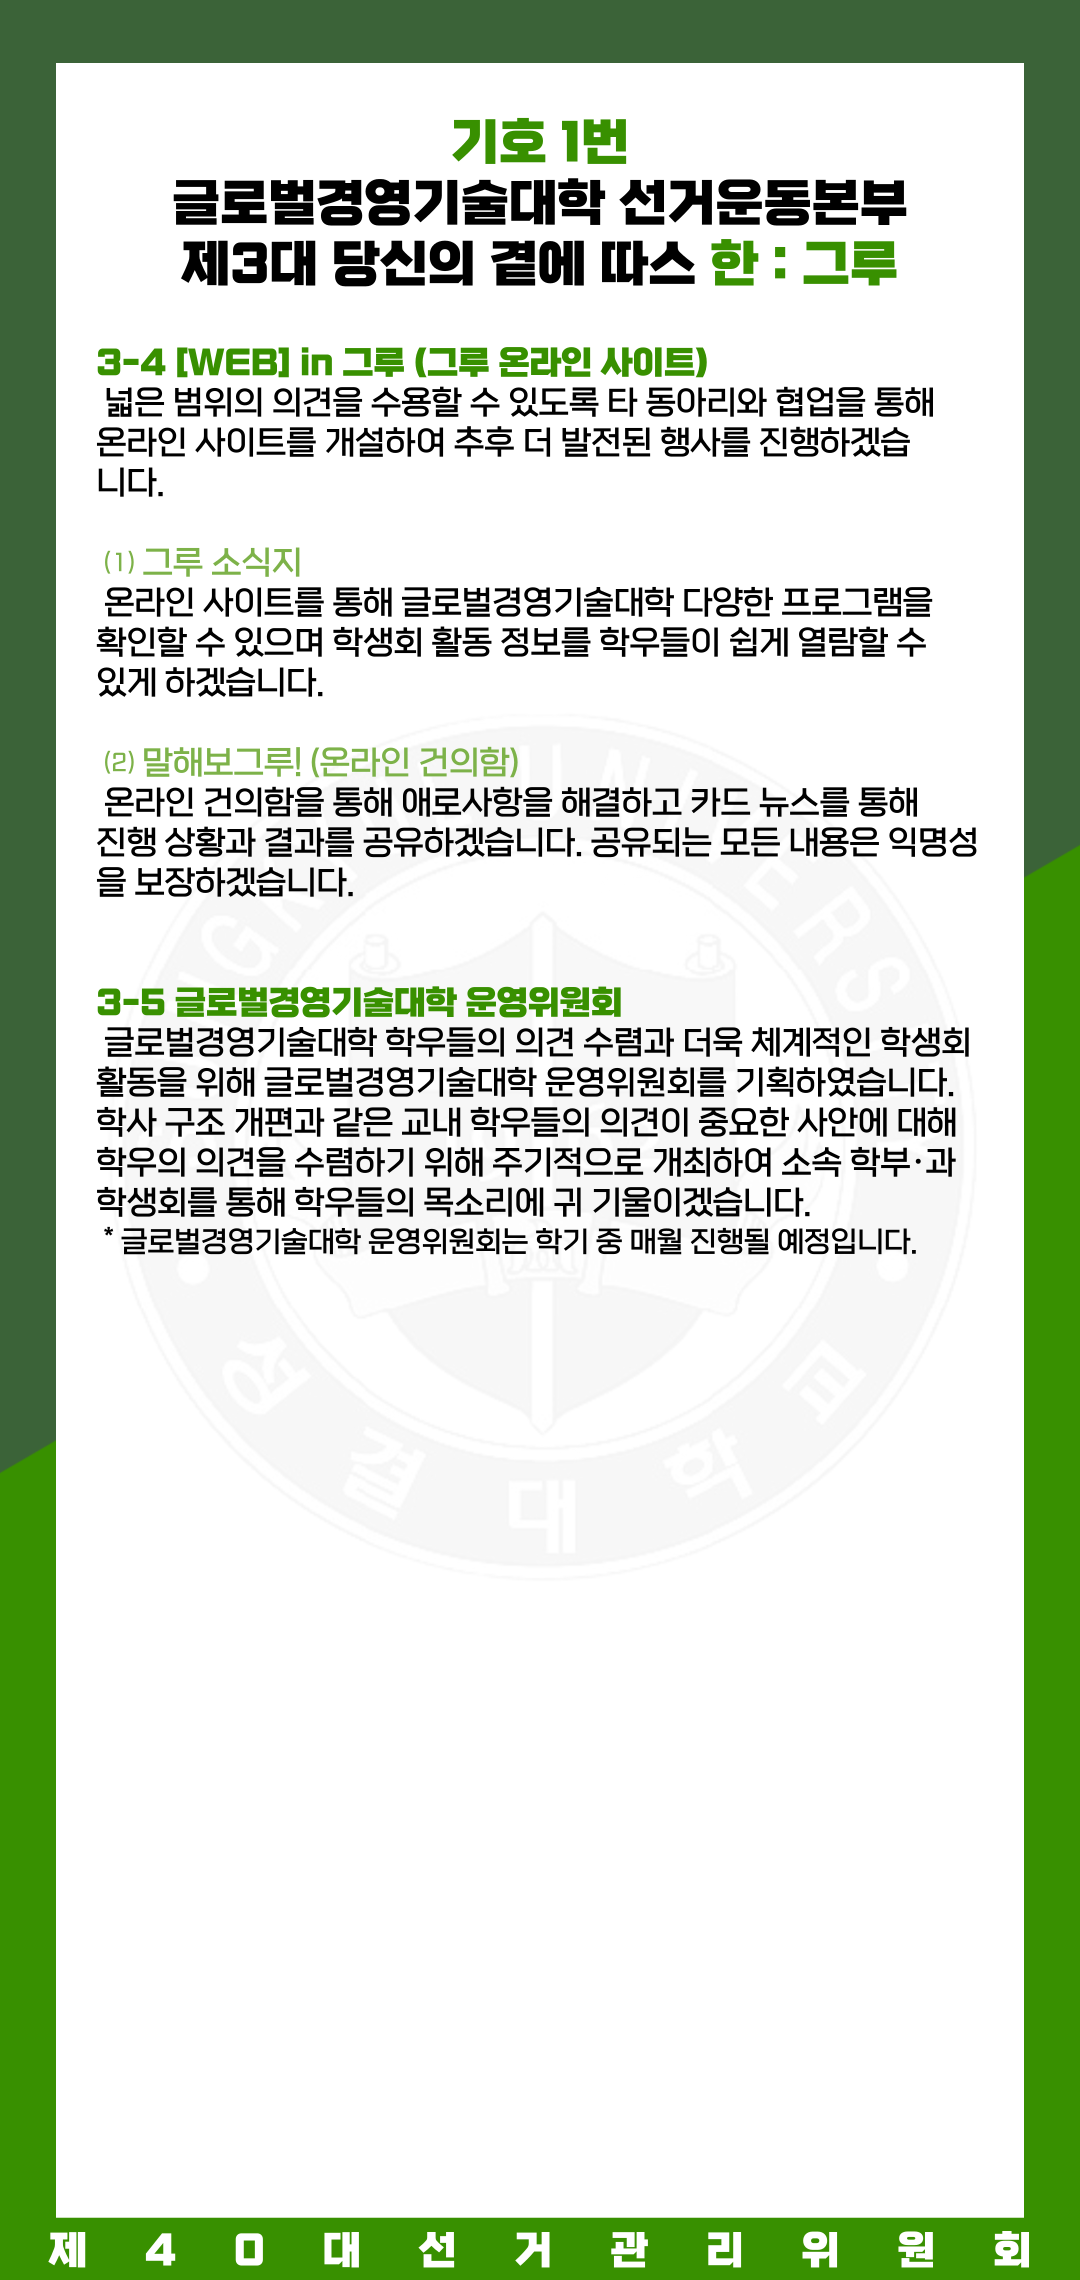 기호 1번
글로벌경영기술대학 선거운동본부
제3대 당신의 곁에 따스 한 : 그루
3-4 [WEB] in 그루 (그루 온라인 사이트)
넓은 범위의 의견을 수용할 수 있도록 타 동아리와 협업을 통해
온라인 사이트를 개설하여 추후 더 발전된 행사를 진행하겠습
니다.
(1) 그루 소식지
온라인 사이트를 통해 글로벌경영기술대학 다양한 프로그램을
확인할 수 있으며 학생회 활동 정보를 학우들이 쉽게 열람할 수
있게 하겠습니다.
(2) 말해보그루! (온라인 건의함)
온라인 건의함을 통해 애로사항을 해결하고 카드 뉴스를 통해
진행 상황과 결과를 공유하겠습니다. 공유되는 모든 내용은 익명성
을 보장하겠습니다.
3-5 글로벌경영기술대학 운영위원회
글로벌경영기술대학 학우들의 의견 수렴과 더욱 체계적인 학생회
활동을 위해 글로벌경영기술대학 운영위원회를 기획하였습니다.
학사 구조 개편과 같은 교내 학우들의 의견이 중요한 사안에 대해
학우의 의견을 수렴하기 위해 주기적으로 개최하여 소속 학부·과
학생회를 통해 학우들의 목소리에 귀 기울이겠습니다.
* 글로벌경영기술대학 운영위원회는 학기 중 매월 진행될 예정입니다.
성결대학교
제40대선거관리위원회